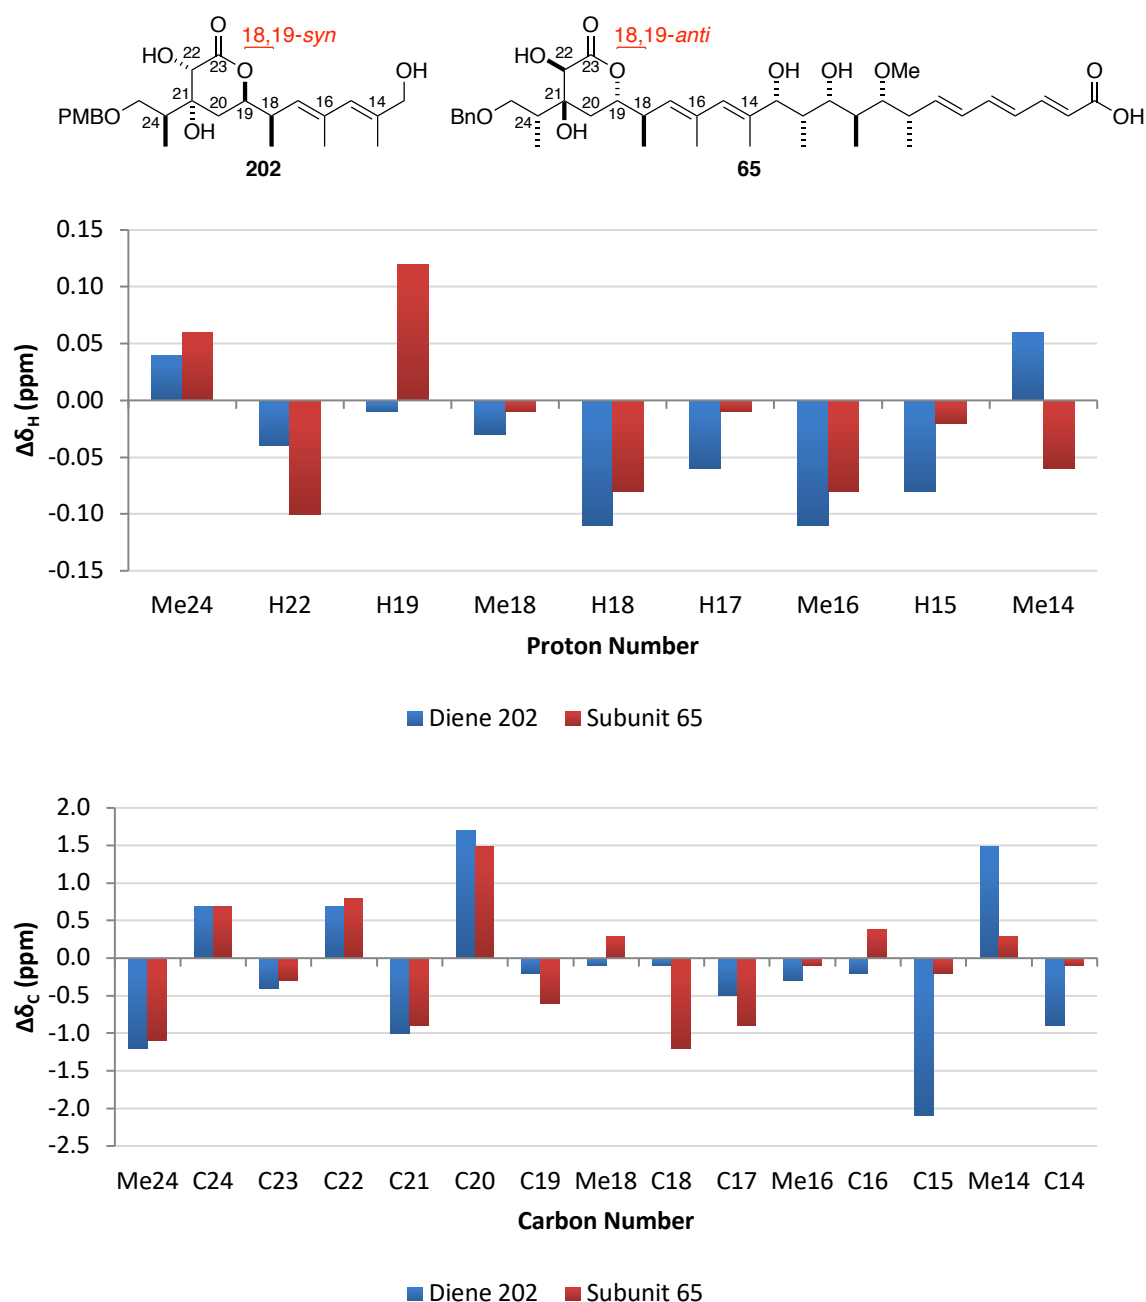 O
HO
22
23
18,19-syn
O
OH
21
20
19
18
16
14
PMBO
24
OH
202
O
HO
22
23
18,19-anti
O
OH
OH
OMe
O
21
20
19
18
16
14
BnO
24
OH
OH
65
0.15
0.10
0.05
0.00
-0.05
-0.10
-0.15
ΔδH (ppm)
Me24 H22 H19 Me18 H18 H17 Me16 H15 Me14
Proton Number
Diene 202 Subunit 65
2.0
1.5
1.0
0.5
0.0
-0.5
-1.0
-1.5
-2.0
-2.5
ΔδC (ppm)
Me24 C24 C23 C22 C21 C20 C19 Me18 C18 C17 Me16 C16 C15 Me14 C14
Carbon Number
Diene 202 Subunit 65